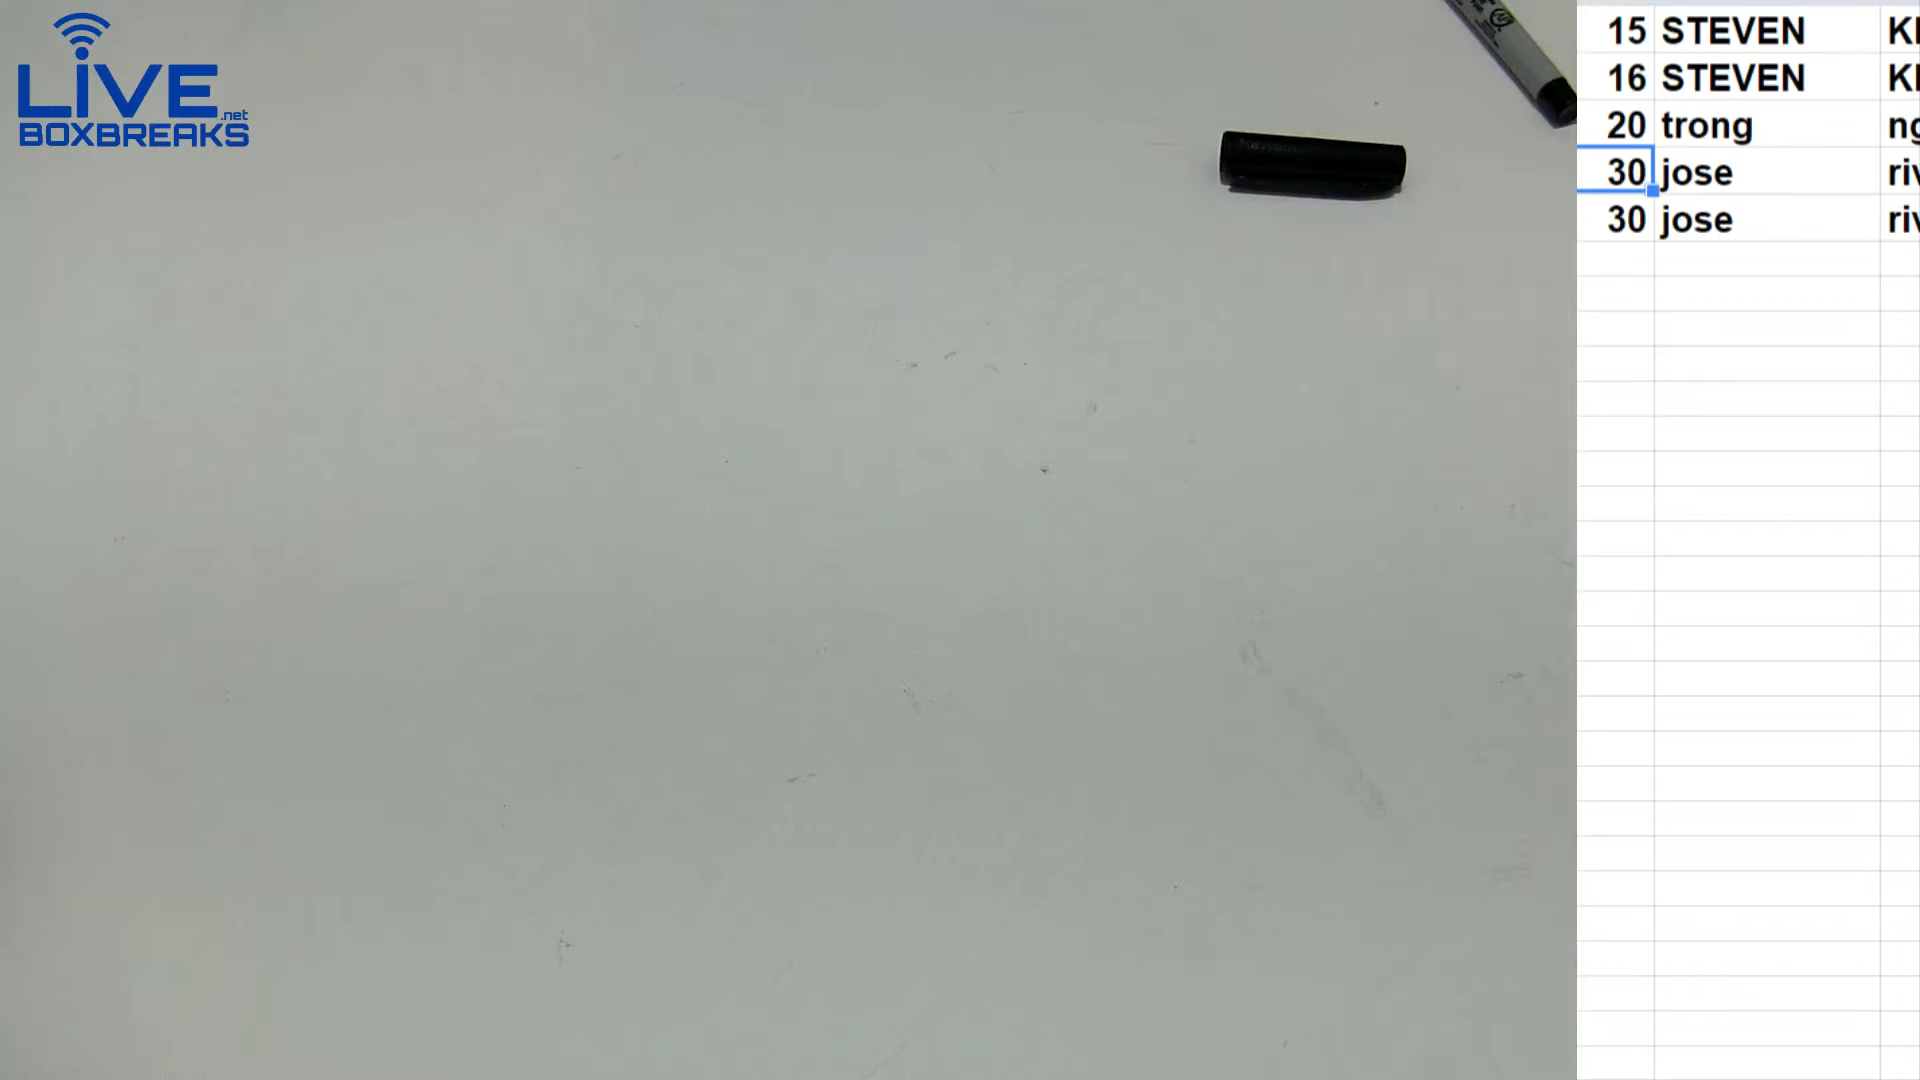 LiVE.net
BOXBREAKS
15 STEVEN
16 STEVEN
20 trong
30 jose
30 jose